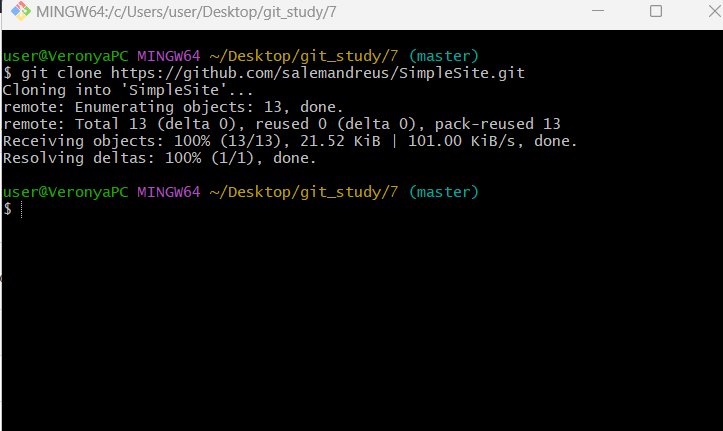 MINGW64:/c/Users/user/Desktop/git_study/7
user@VeronyaPC MINGW64 ~/Desktop/git_study/7 (master)
$ git clone https://github.com/salemandreus/SimpleSite.git
Cloning into 'SimpleSite'...
remote: Enumerating objects: 13, done.
remote: Total 13 (delta 0), reused 0 (delta 0), pack-reused 13
Receiving objects: 100% (13/13), 21.52 KiB | 101.00 KiB/s, done.
Resolving deltas: 100% (1/1), done.
user@VeronyaPC MINGW64 ~/Desktop/git_study/7 (master)
$